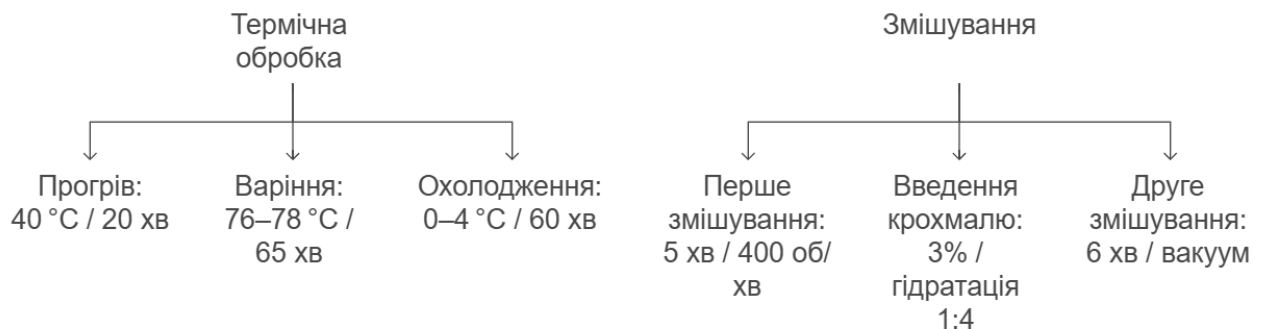 Термічна
обробка
Змішування
Прогрів:
40 °C / 20 хв
Варіння:
76–78 °C /
65 хв
Охолодження:
0–4 °C / 60 хв
Перше
змішування:
5 хв / 400 об/
хв
Введення
крохмалю:
3% /
гідратація
1:4
Друге
змішування:
6 хв / вакуум